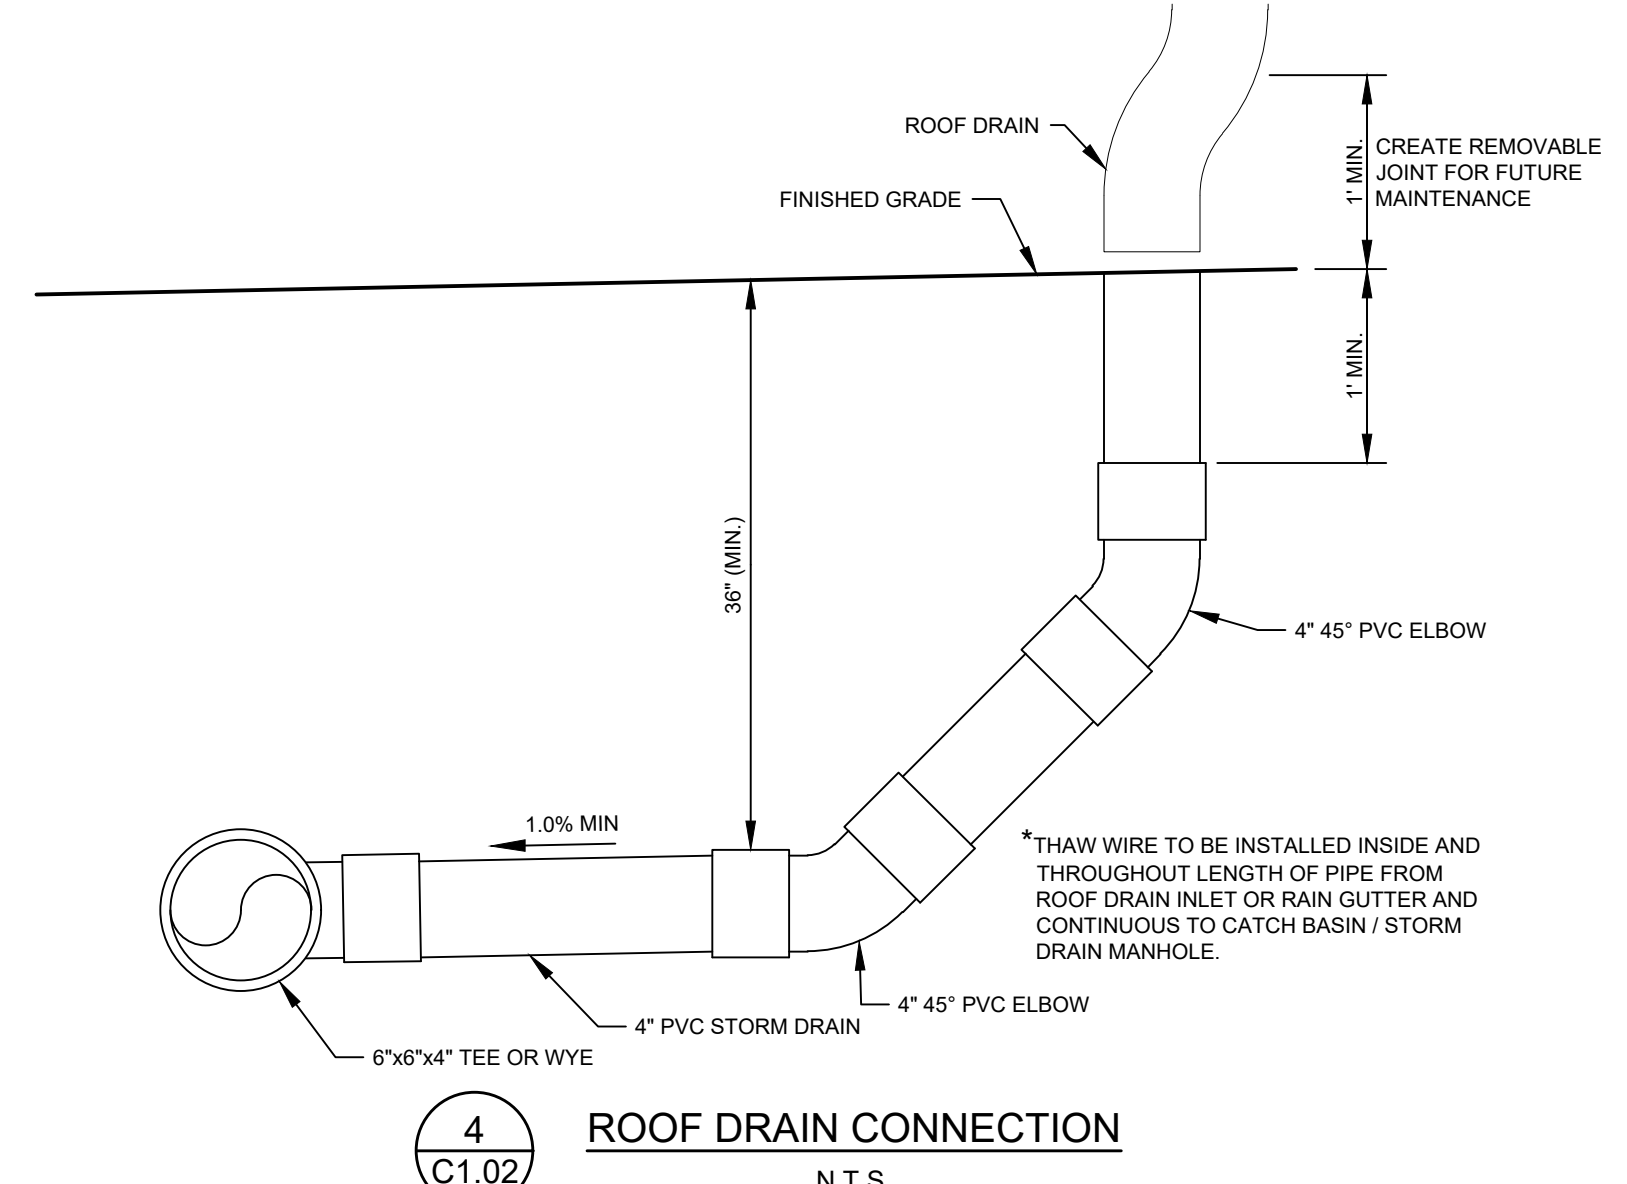 ROOF DRAIN
FINISHED GRADE
1' MIN.
CREATE REMOVABLE
JOINT FOR FUTURE
MAINTENANCE
1' MIN.
36" (MIN.)
4" 45° PVC ELBOW
1.0% MIN
*THAW WIRE TO BE INSTALLED INSIDE AND
THROUGHOUT LENGTH OF PIPE FROM
ROOF DRAIN INLET OR RAIN GUTTER AND
CONTINUOUS TO CATCH BASIN / STORM
DRAIN MANHOLE.
4" 45° PVC ELBOW
4" PVC STORM DRAIN
6"x6"x4" TEE OR WYE
4
C1.02
ROOF DRAIN CONNECTION
N.T.S.